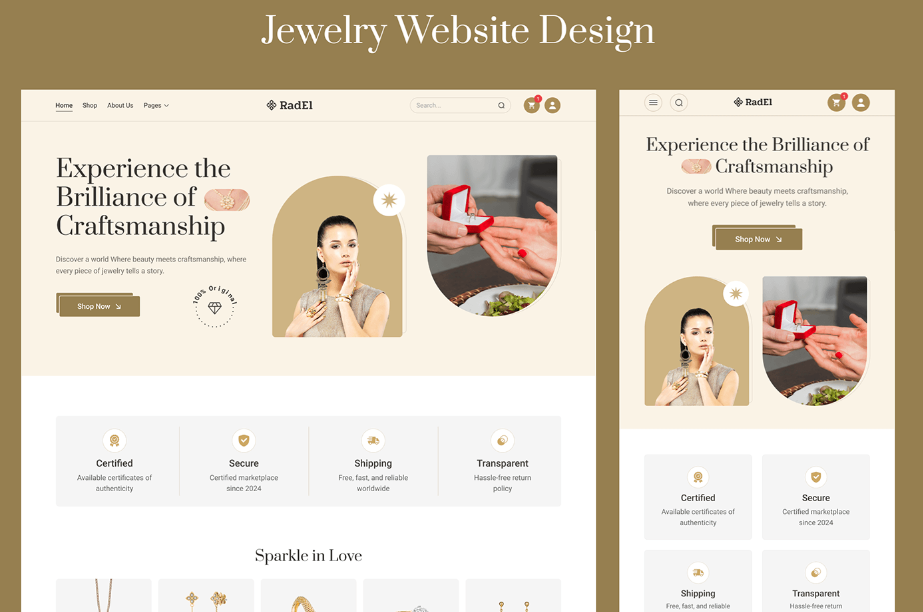 Jewelry Website Design
Home Shop About Us Pages
RadEl
Search...
1
Experience the
Brilliance of
Craftsmanship
Discover a world Where beauty meets craftsmanship, where
every piece of jewelry tells a story.
Shop Now
100% Original
Certified
Available certificates of
authenticity
Secure
Certified marketplace
since 2024
Shipping
Free, fast, and reliable
worldwide
Transparent
Hassle-free return
policy
Sparkle in Love
RadEl
1
Experience the Brilliance of
Craftsmanship
Discover a world Where beauty meets craftsmanship,
where every piece of jewelry tells a story.
Shop Now
Certified
Available certificates of
authenticity
Secure
Certified marketplace
since 2024
Shipping
Free, fast, and reliable
Transparent
Hassle-free return